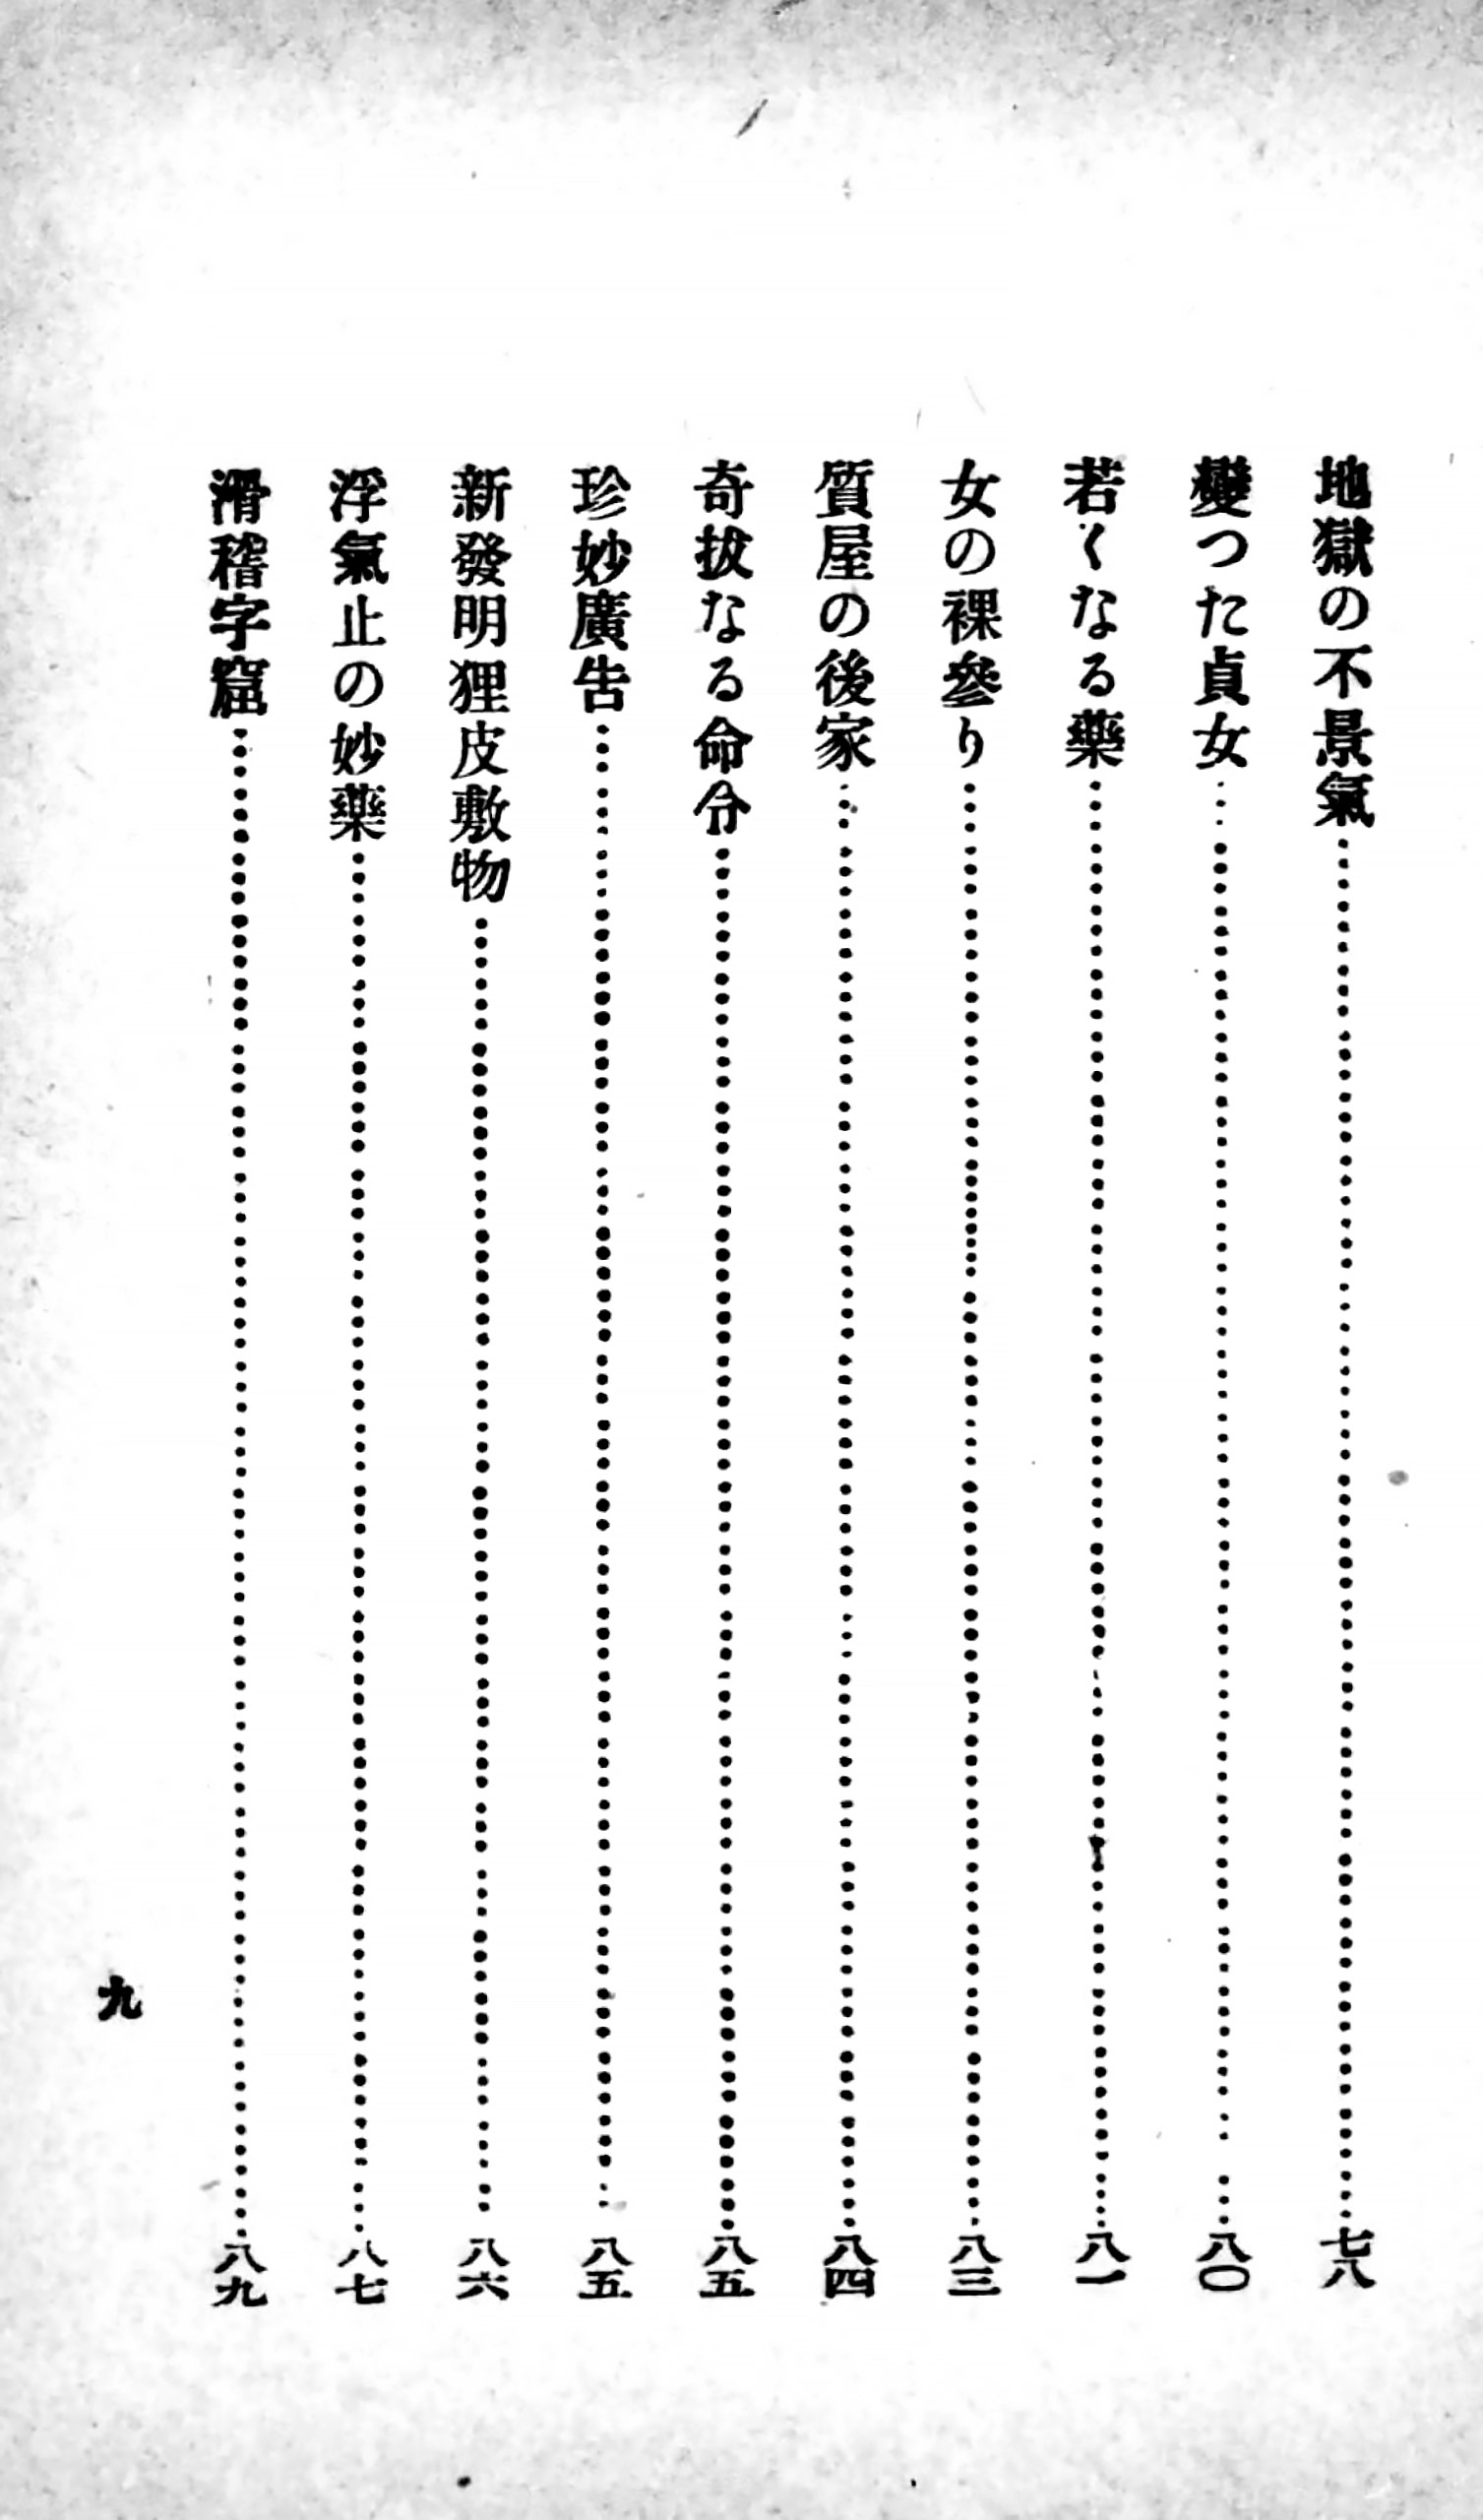 地獄の不景氣……七八
變つた貞女……八〇
若くなる藥……八一
女の裸參り……八三
質屋の後家……八四
奇拔なる命分……八五
珍妙廣告……八五
新發明狸皮敷物……八六
浮氣止の妙藥……八七
滑稽字窟……八九
九